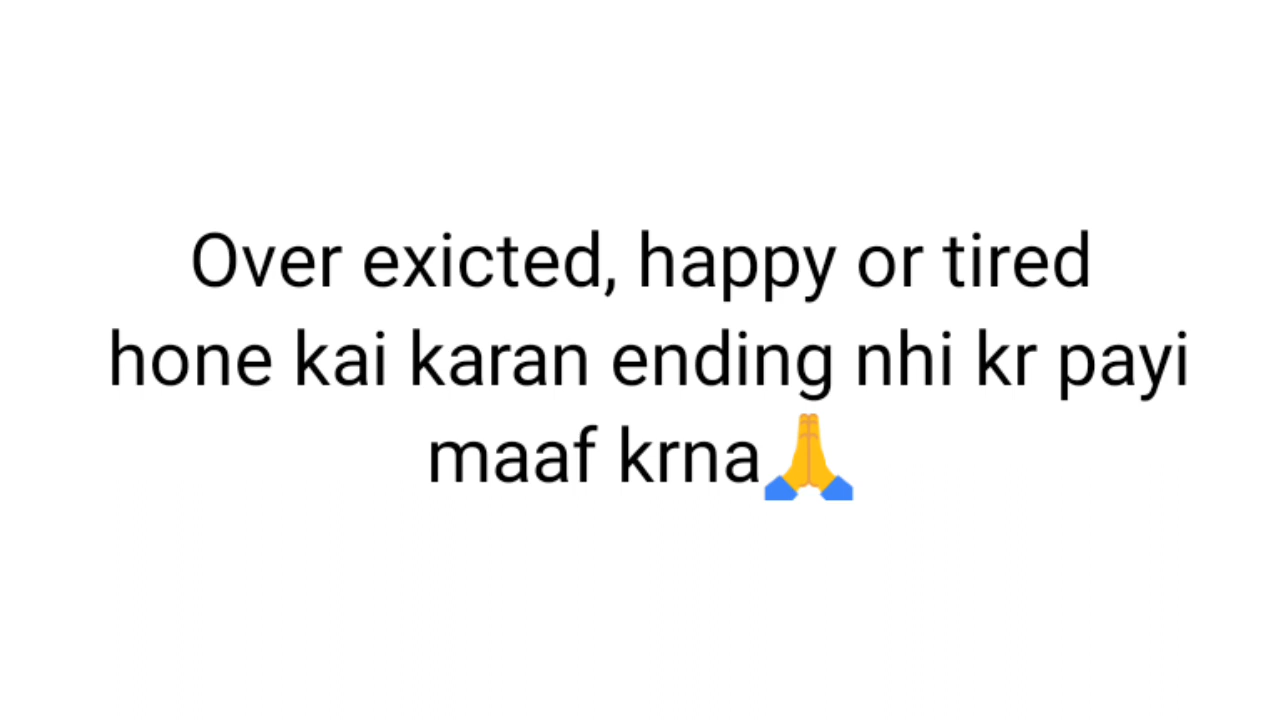 Over exicted, happy or tired
hone kai karan ending nhi kr payi
maaf krna🙏